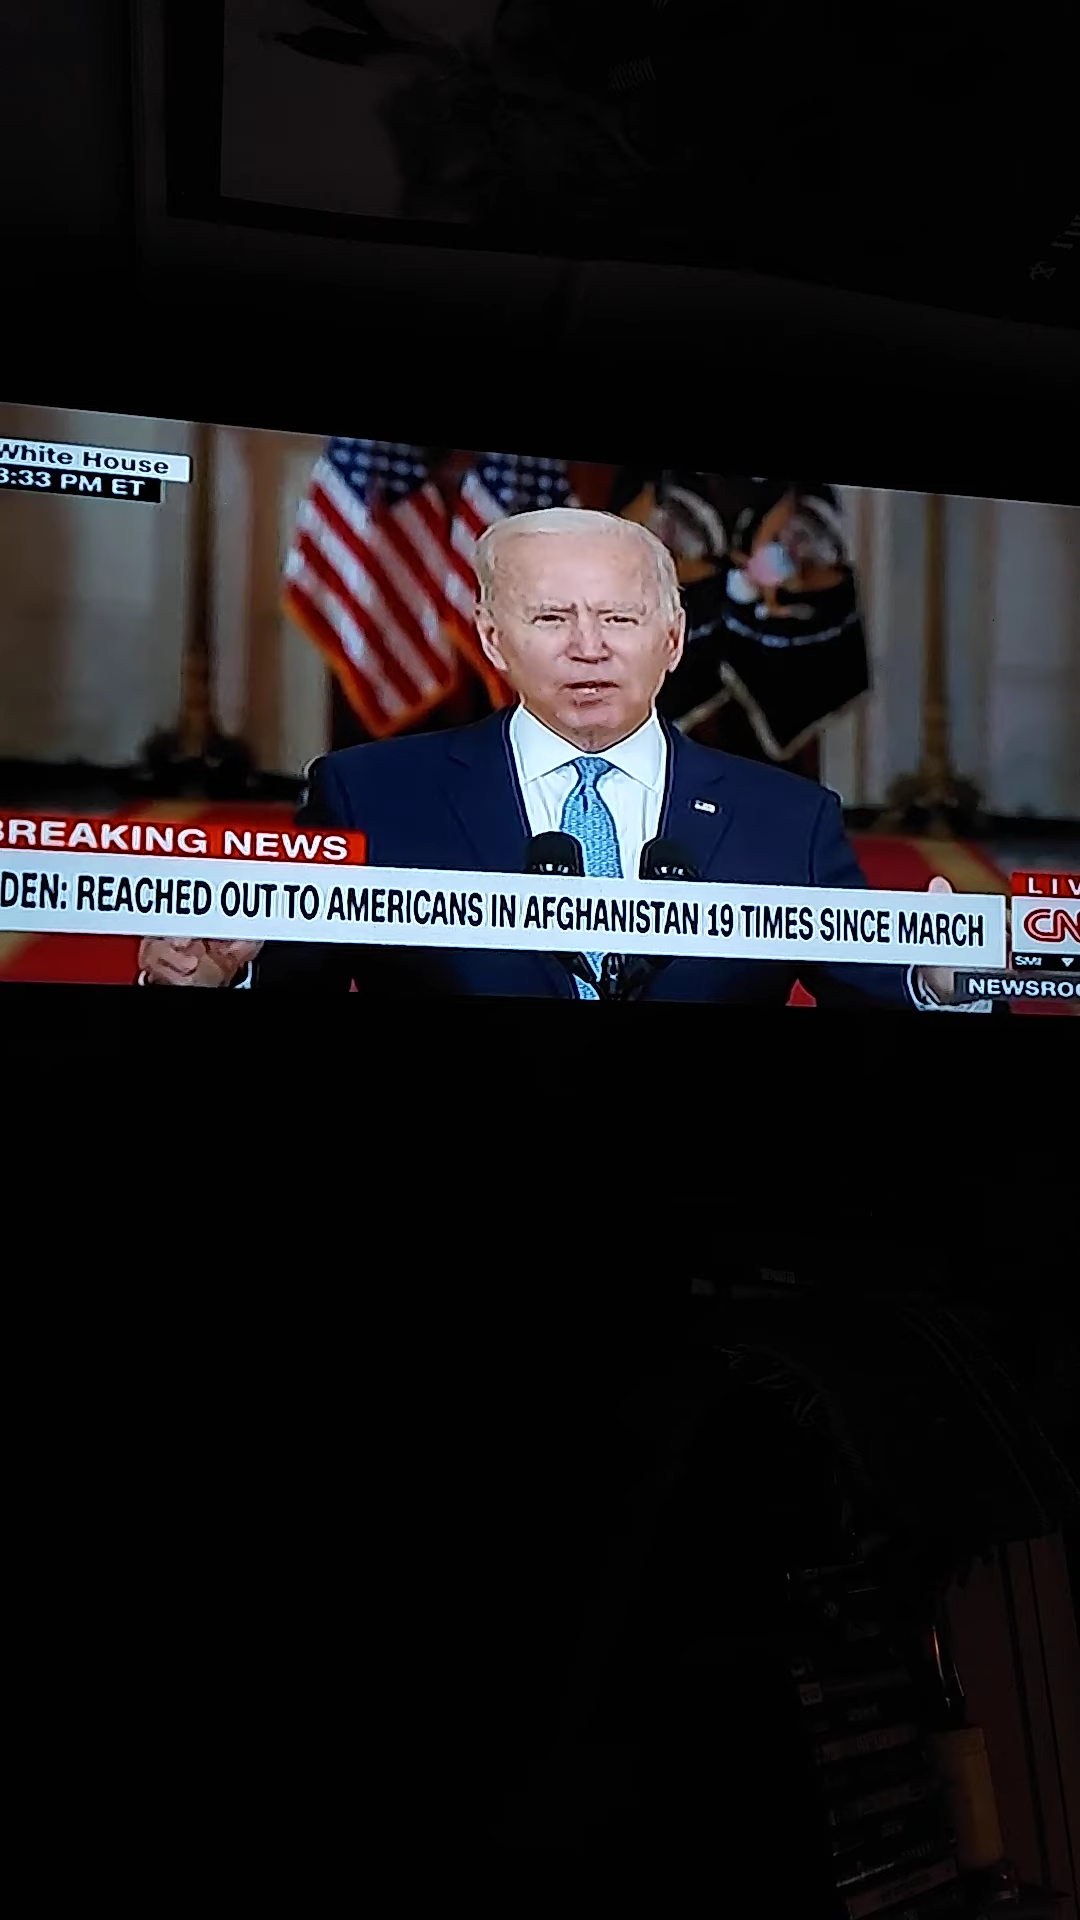 White House
3:33 PM ET
BREAKING NEWS
DEN: REACHED OUT TO AMERICANS IN AFGHANISTAN 19 TIMES SINCE MARCH
LIV
CN
NEWSROO